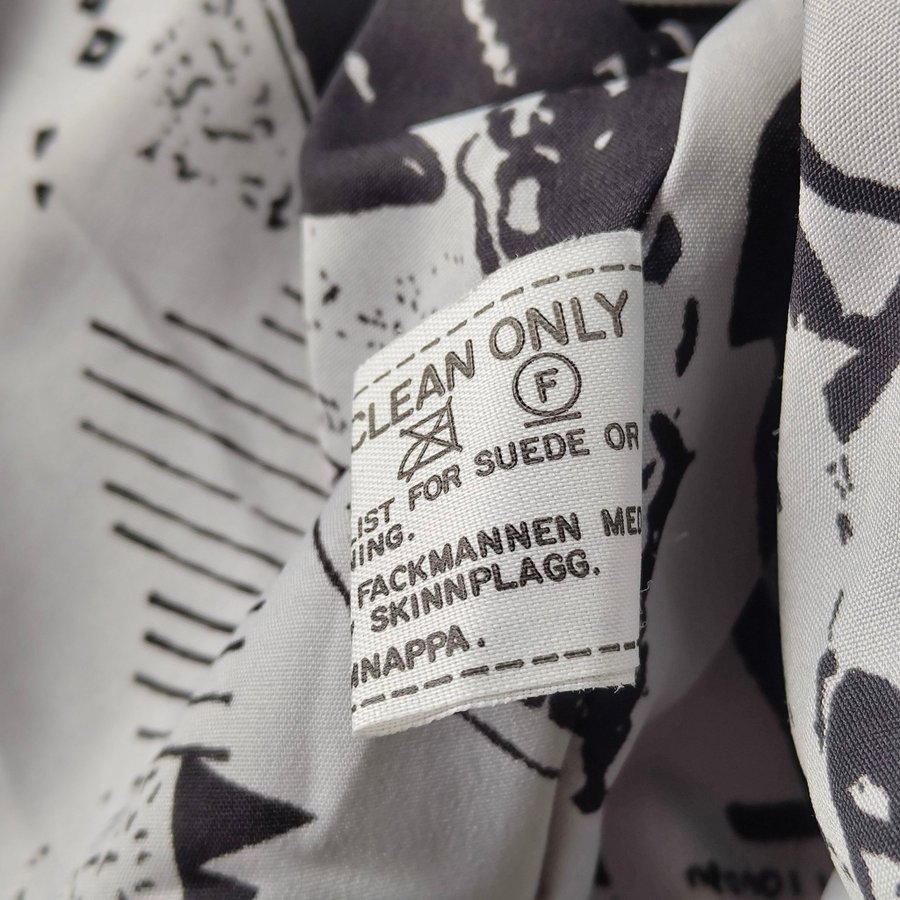 CLEAN ONLY
F
LIST FOR SUEDE OR
NING.
FACKMANNEN MED
SKINNPLAGG.
NAPPA.